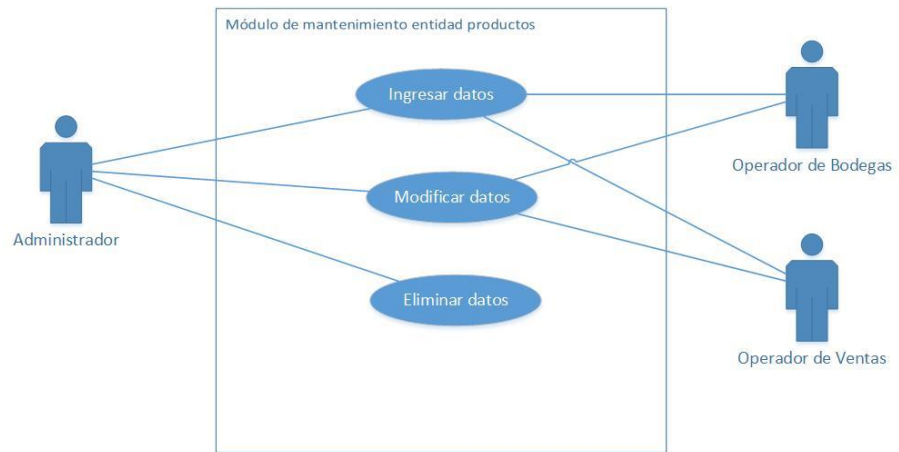 Módulo de mantenimiento entidad productos
Ingresar datos
Operador de Bodegas
Modificar datos
Administrador
Eliminar datos
Operador de Ventas